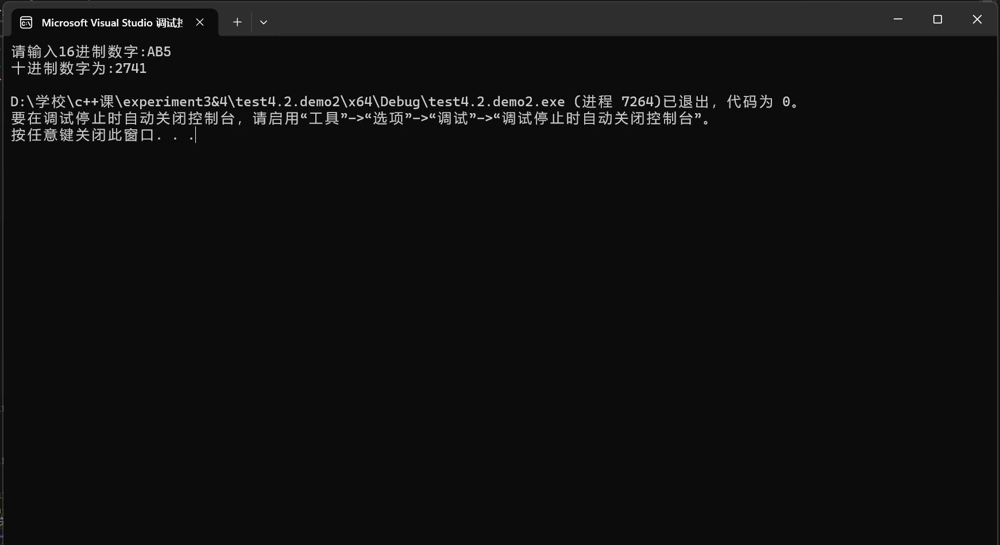 Microsoft Visual Studio 调试
请输入16进制数字:AB5
十进制数字为:2741
D:\学校\c++课\experiment3&4\test4.2.demo2\x64\Debug\test4.2.demo2.exe (进程 7264)已退出，代码为 0。
要在调试停止时自动关闭控制台，请启用“工具”->“选项”->“调试”->“调试停止时自动关闭控制台”。
按任意键关闭此窗口. . .